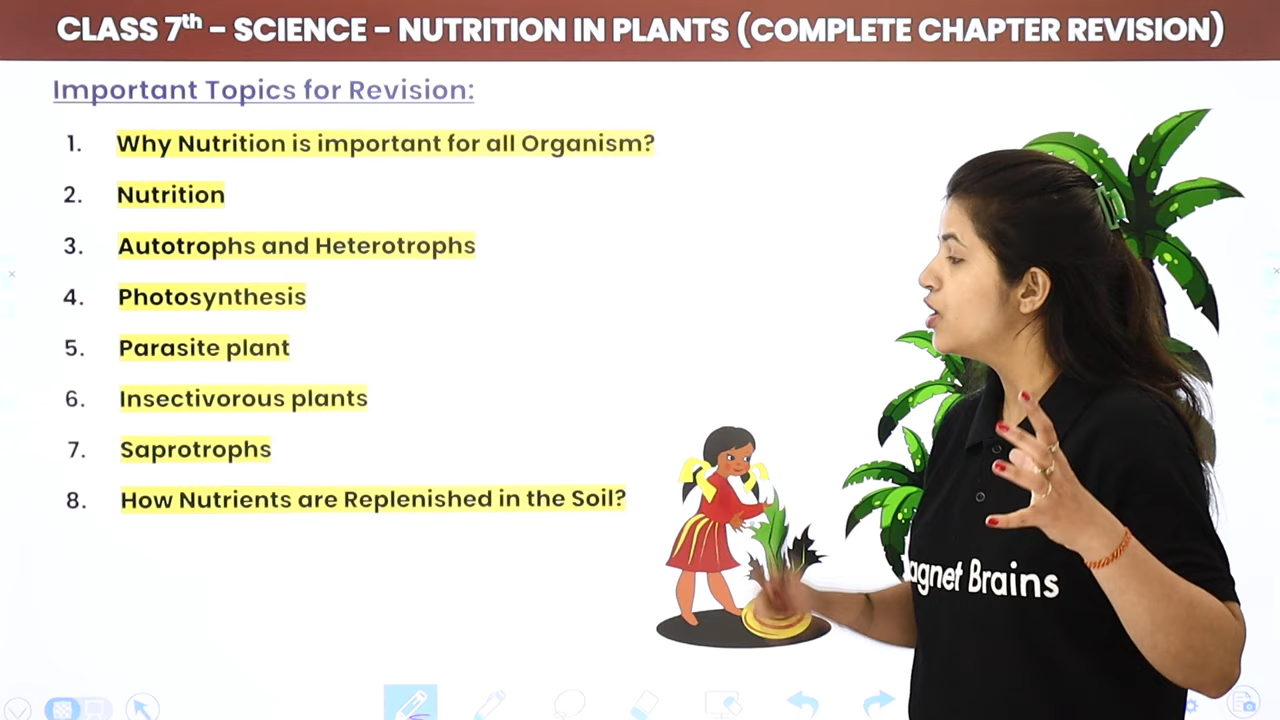 CLASS 7th - SCIENCE - NUTRITION IN PLANTS (COMPLETE CHAPTER REVISION)
Important Topics for Revision:
1. Why Nutrition is important for all Organism?
2. Nutrition
3. Autotrophs and Heterotrophs
4. Photosynthesis
5. Parasite plant
6. Insectivorous plants
7. Saprotrophs
8. How Nutrients are Replenished in the Soil?
agnet Brains